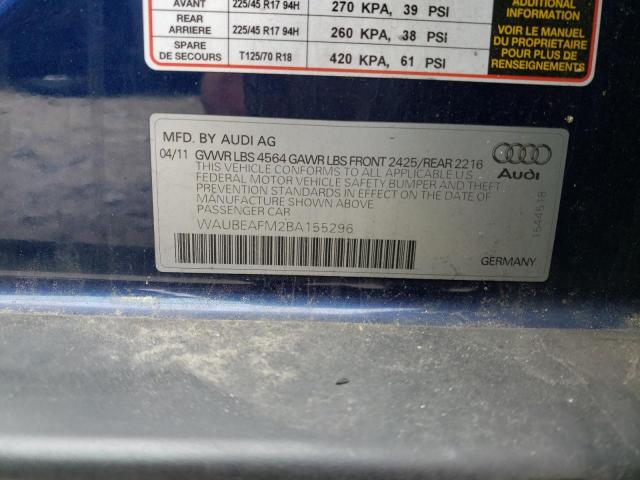 AVANT 225/45 R17 94H 270 KPA, 39 PSI
REAR
ARRIERE 225/45 R17 94H 260 KPA, 38 PSI
SPARE
DE SECOURS T125/70 R18 420 KPA, 61 PSI
ADDITIONAL
INFORMATION
VOIR LE MANUEL
DU PROPRIETAIRE
POUR PLUS DE
RENSEIGNEMENTS
MFD. BY AUDI AG
04/11 GVWR LBS 4564 GAWR LBS FRONT 2425/REAR 2216
THIS VEHICLE CONFORMS TO ALL APPLICABLE U.S
FEDERAL MOTOR VEHICLE SAFETY BUMPER AND THEFT
PREVENTION STANDARDS IN EFFECT ON THE DATE OF
MANUFACTURE SHOWN ABOVE
PASSENGER CAR
WAUBEAFM2BA155296
Audi
1544518
GERMANY